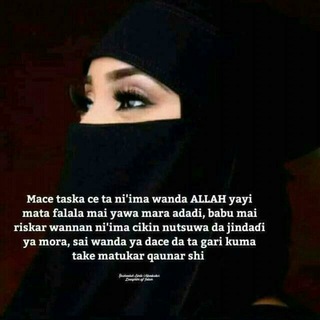 Mace taska ce ta ni'ima wanda ALLAH yayi
mata falala mai yawa mara adadi, babu mai
riskar wannan ni'ima cikin nutsuwa da jindadi
ya mora, sai wanda ya dace da ta gari kuma
take matukar qaunar shi